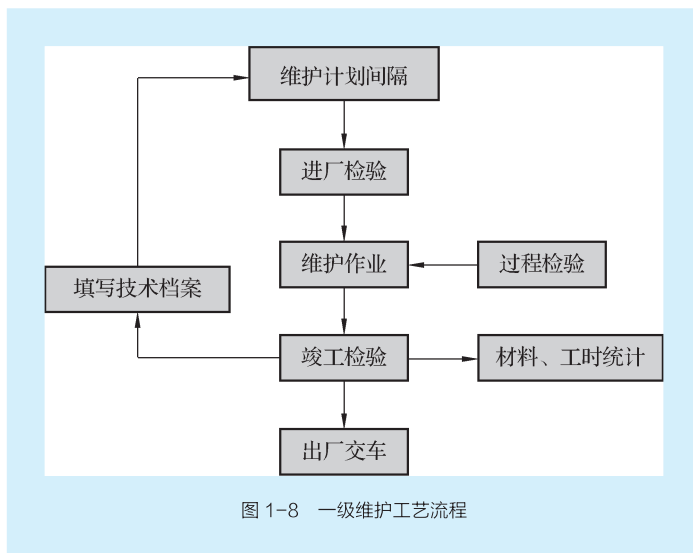 维护计划间隔
进厂检验
维护作业
过程检验
填写技术档案
竣工检验
材料、工时统计
出厂交车
图 1-8 一级维护工艺流程